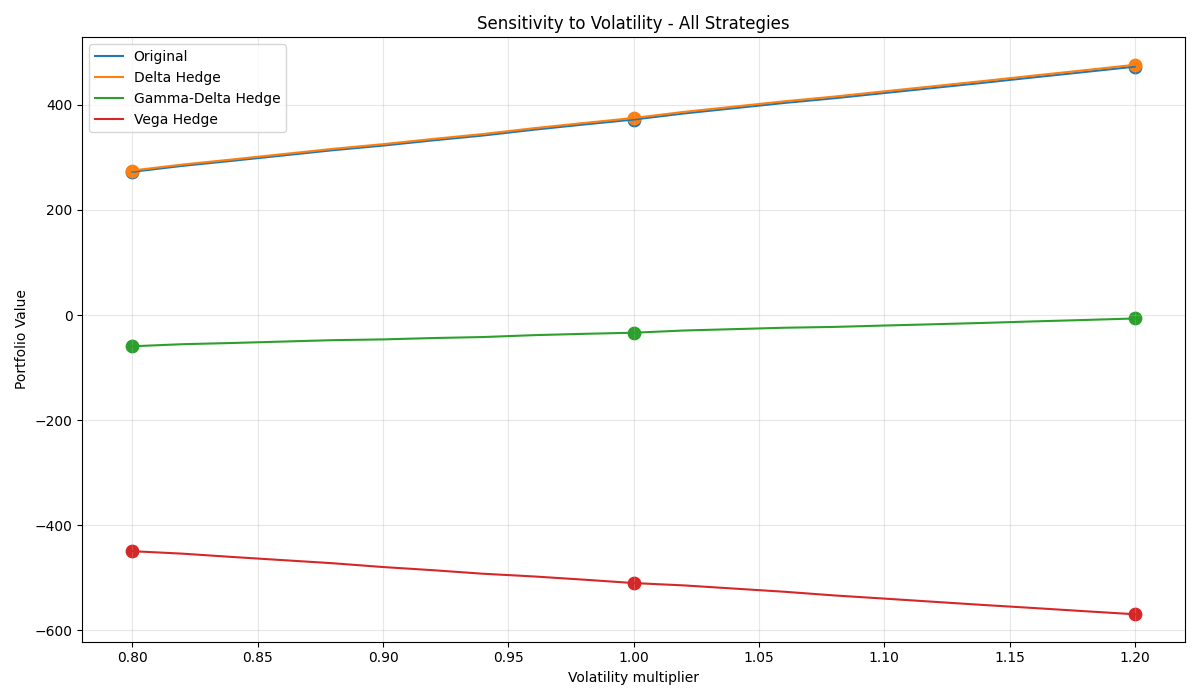 Sensitivity to Volatility - All Strategies
Original
Delta Hedge
Gamma-Delta Hedge
Vega Hedge
400
200
0
−200
−400
−600
Portfolio Value
0.80 0.85 0.90 0.95 1.00 1.05 1.10 1.15 1.20
Volatility multiplier